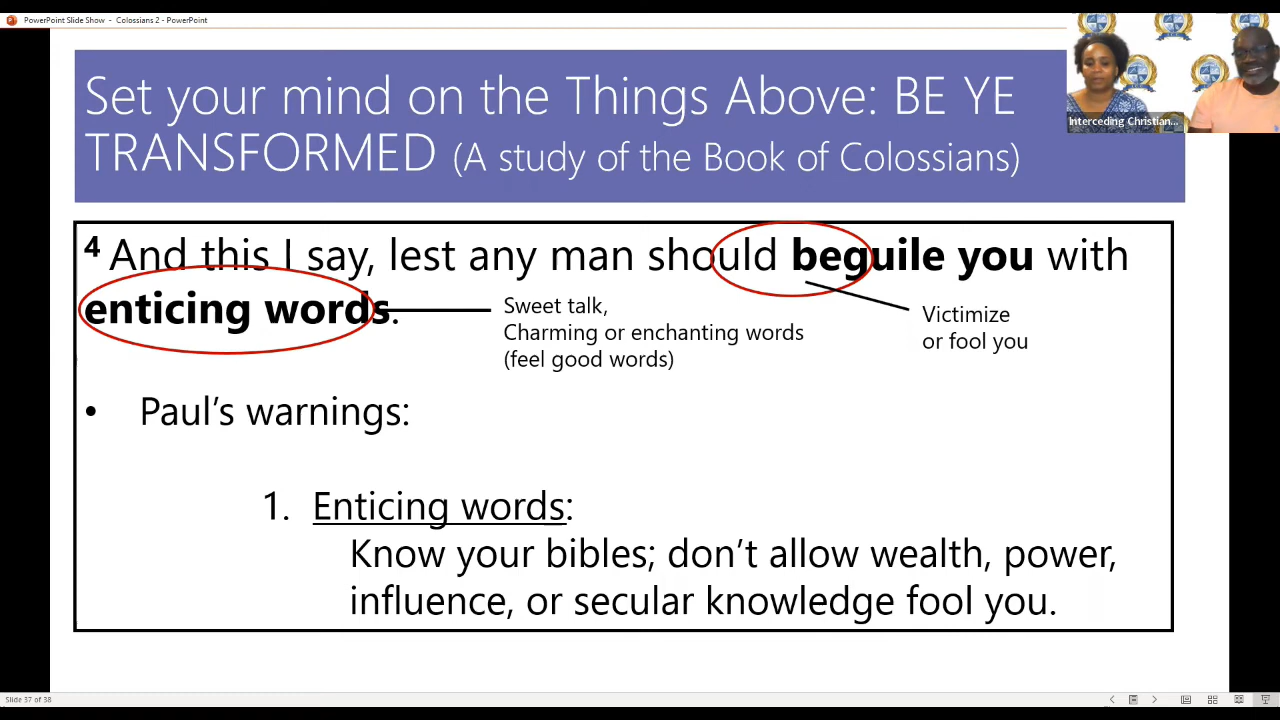 PowerPoint Slide Show - Colossians 2 - PowerPoint
Set your mind on the Things Above: BE YE
TRANSFORMED (A study of the Book of Colossians)
Interceding Christian...
4 And this I say, lest any man should beguile you with
enticing words.
Sweet talk,
Charming or enchanting words
(feel good words)
Victimize
or fool you
• Paul's warnings:
1. Enticing words:
Know your bibles; don't allow wealth, power,
influence, or secular knowledge fool you.
Slide 37 of 38